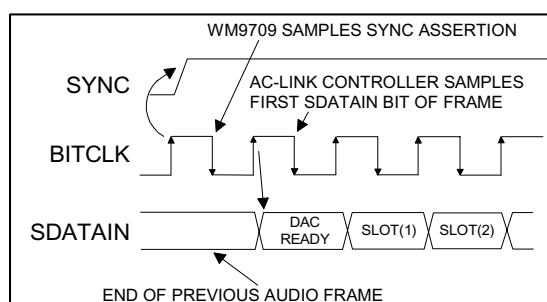 WM9709 SAMPLES SYNC ASSERTION
SYNC
AC-LINK CONTROLLER SAMPLES
FIRST SDATAIN BIT OF FRAME
BITCLK
SDATAIN
DAC
READY
SLOT(1)
SLOT(2)
END OF PREVIOUS AUDIO FRAME